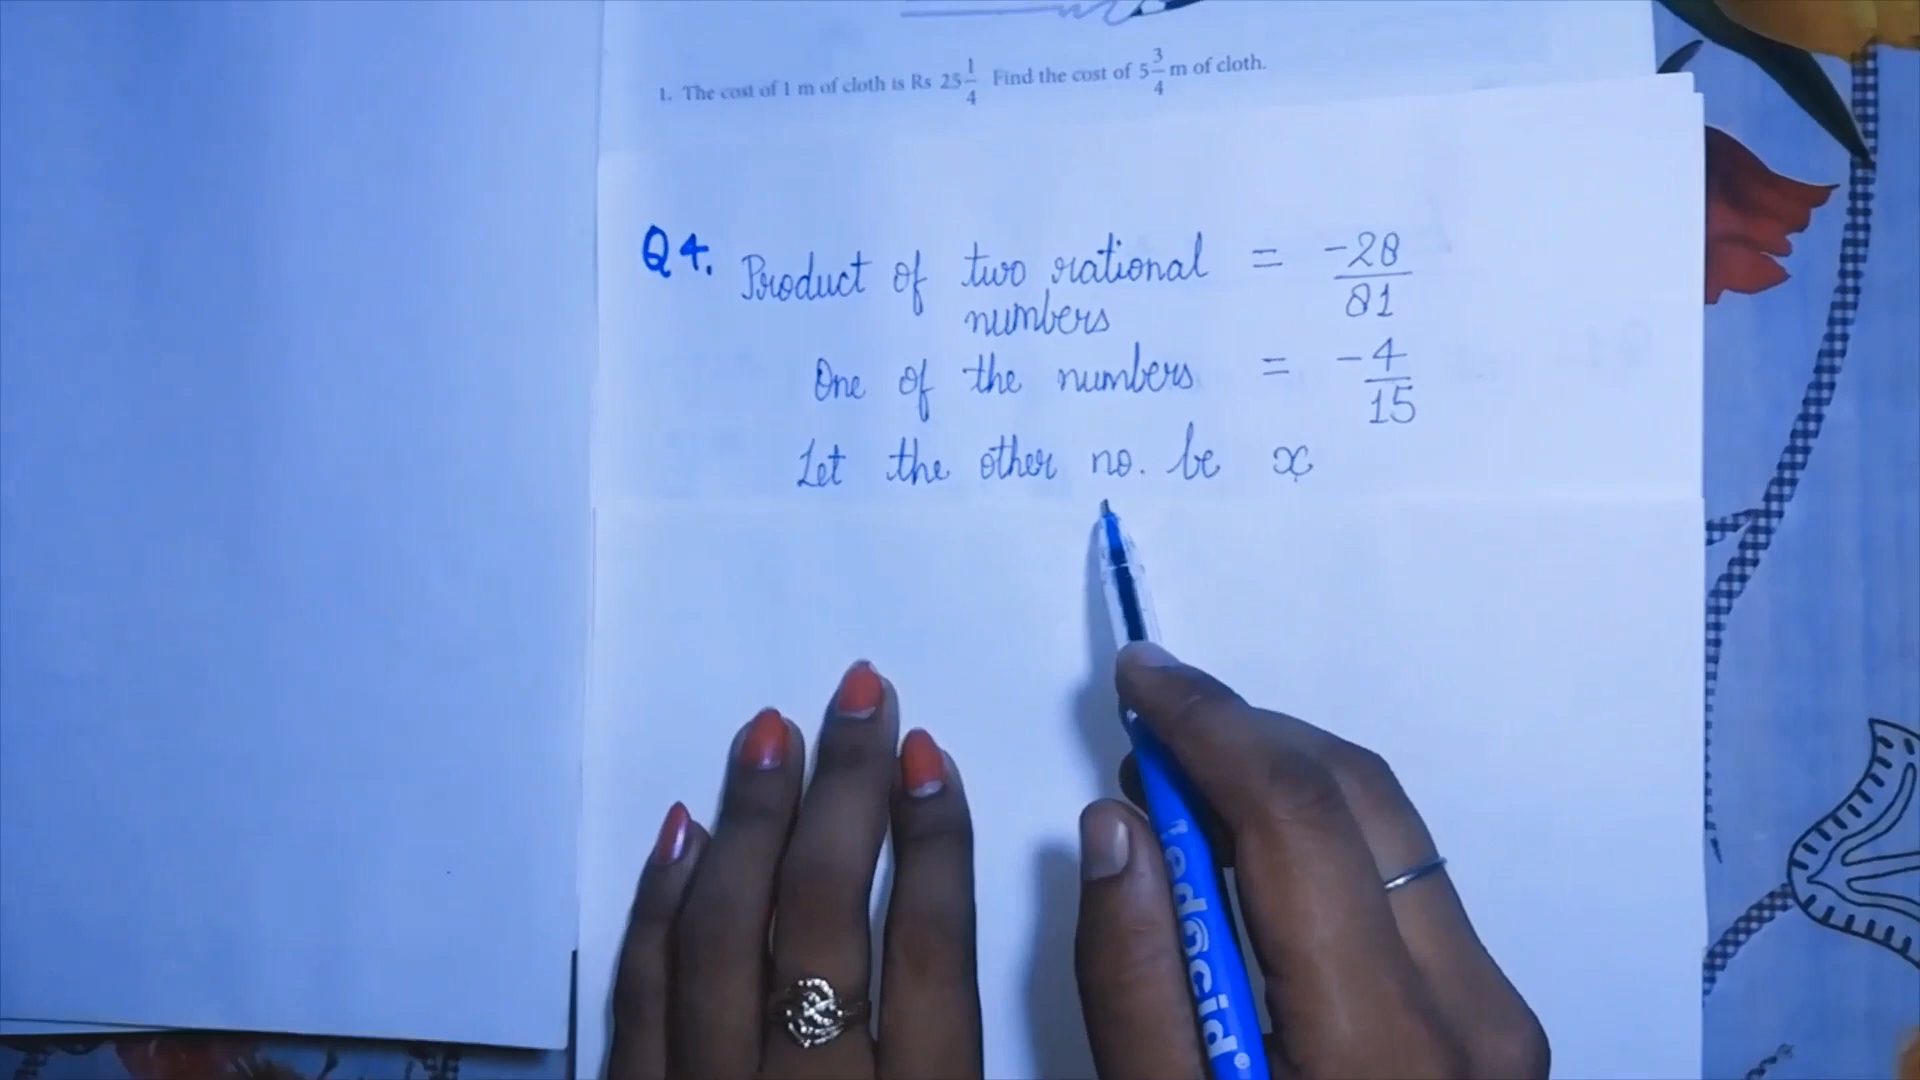 1. The cost of 1 m of cloth is Rs 25 1/4 Find the cost of 5 3/4 m of cloth.
Q4. Product of two rational = -28/81
numbers
One of the numbers = -4/15
Let the other no. be x